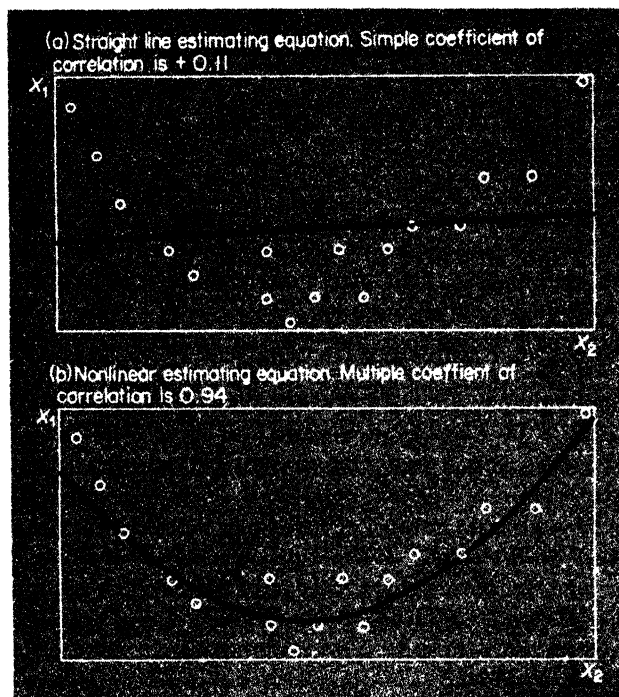 (a) Straight line estimating equation. Simple coefficient of
correlation is + 0.11
X₁
X₂
(b) Nonlinear estimating equation. Multiple coeffient of
correlation is 0.94
X₁
X₂